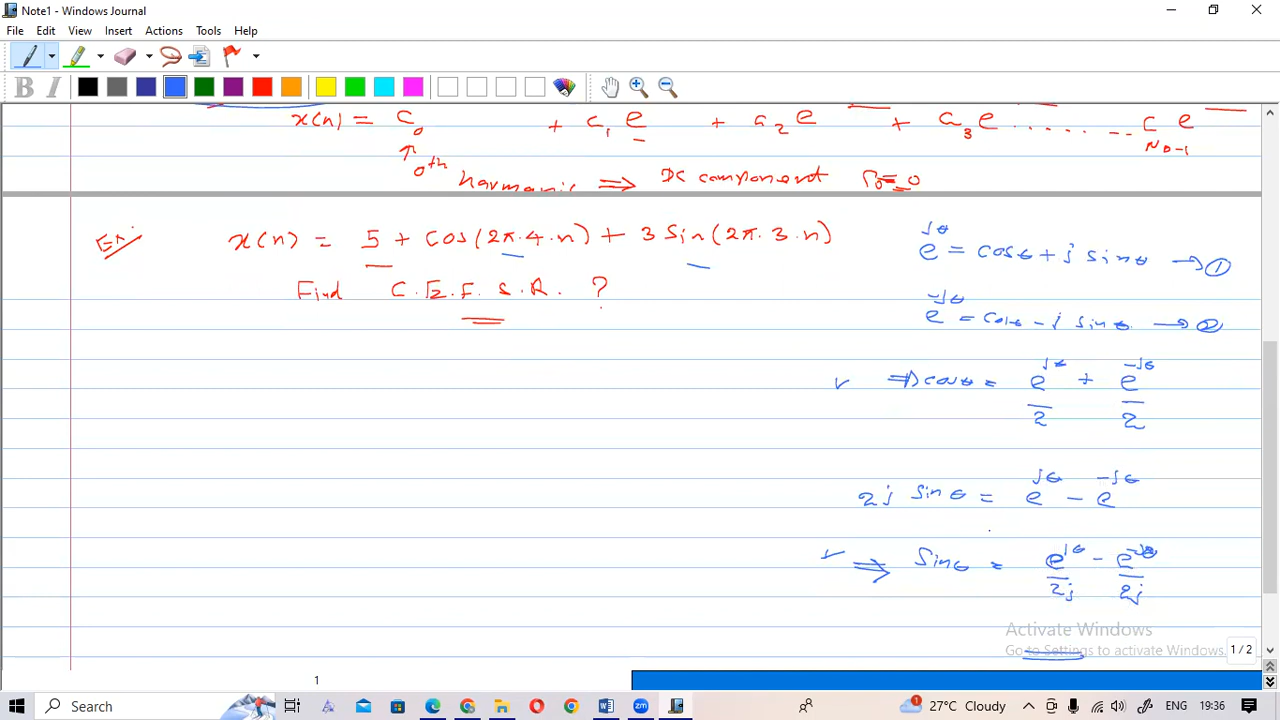 Note1 - Windows Journal
File Edit View Insert Actions Tools Help
B I
x(n) = C₀ + C₁ e + C₂ e + C₃ e ........ C e
N₀-1
0th harmonic ⇒ DC component
Ex:
x(n) = 5 + cos(2π.4.n) + 3 Sin(2π.3.n)
Find C.E.F.S.R. ?
e^jθ = cosθ + j sinθ → ①
e^-jθ = cosθ - j sinθ → ②
⇒ cosθ = e^jθ/2 + e^-jθ/2
2j sinθ = e^jθ - e^-jθ
⇒ Sinθ = e^jθ/2j - e^-jθ/2j
Activate Windows
Go to Settings to activate Windows.
1/2
1
Search
27°C Cloudy
ENG
19:36